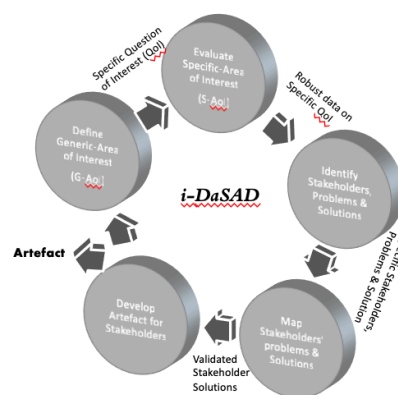 Specific Question
of Interest (QoI)
Evaluate
Specific-Area
of Interest
(S-AoI)
Robust data on
Specific QoI
Define
Generic-Area
of Interest
(G-AoI)
i-DaSAD
Identify
Stakeholders,
Problems &
Solutions
Stakeholders,
Problems & Solution
Artefact
Develop
Artefact for
Stakeholders
Map
Stakeholders'
problems &
Solutions
Validated
Stakeholder
Solutions